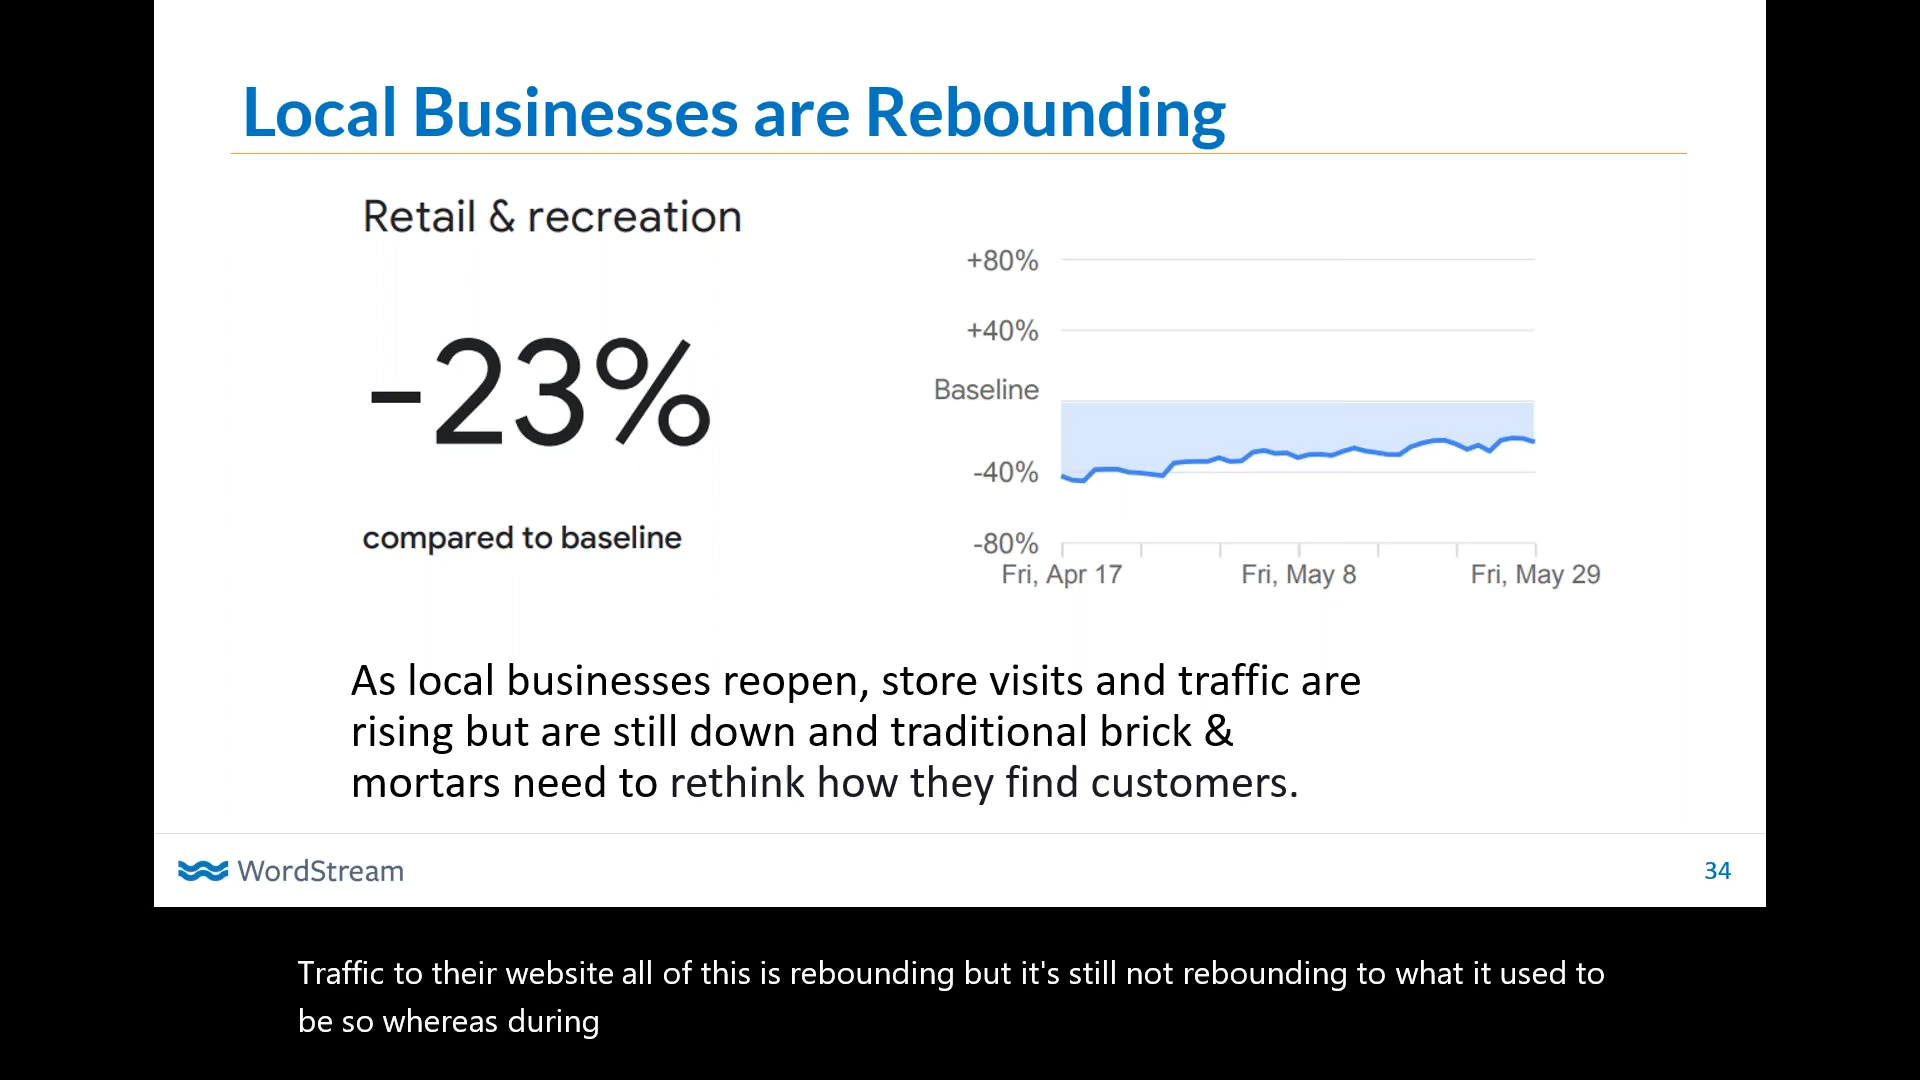 Local Businesses are Rebounding
Retail & recreation
-23%
compared to baseline
+80%
+40%
Baseline
-40%
-80%
Fri, Apr 17
Fri, May 8
Fri, May 29
As local businesses reopen, store visits and traffic are
rising but are still down and traditional brick &
mortars need to rethink how they find customers.
WordStream
34
Traffic to their website all of this is rebounding but it's still not rebounding to what it used to
be so whereas during